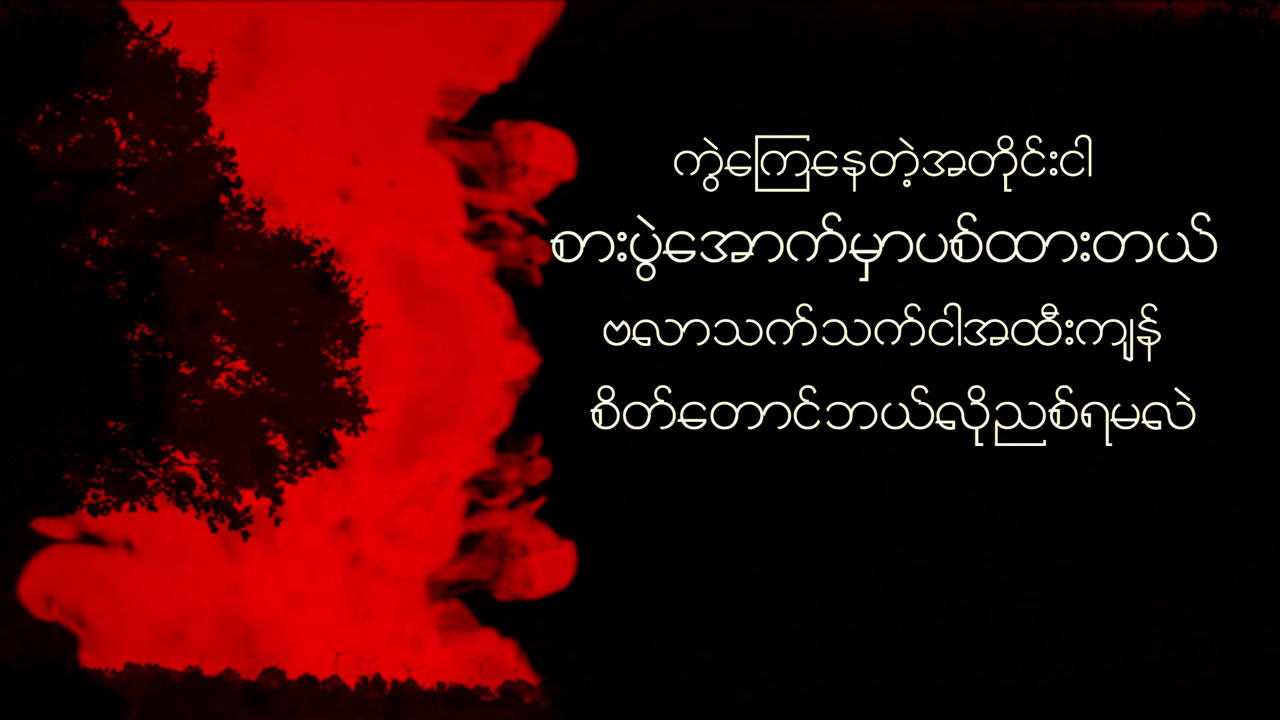 ကွဲကြေနေတဲ့အတိုင်းငါ
စားပွဲအောက်မှာပစ်ထားတယ်
ဗလာသက်သက်ငါအထီးကျန်
စိတ်တောင်ဘယ်လိုညစ်ရမလဲ